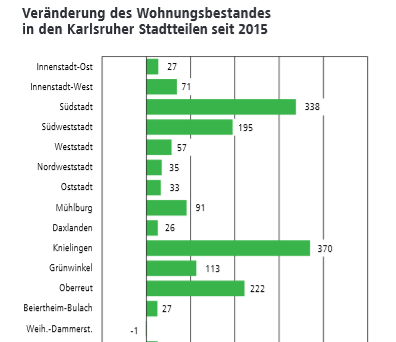 Veränderung des Wohnungsbestandes
in den Karlsruher Stadtteilen seit 2015
Innenstadt-Ost 27
Innenstadt-West 71
Südstadt 338
Südweststadt 195
Weststadt 57
Nordweststadt 35
Oststadt 33
Mühlburg 91
Daxlanden 26
Knielingen 370
Grünwinkel 113
Oberreut 222
Beiertheim-Bulach 27
Weih.-Dammerst. -1